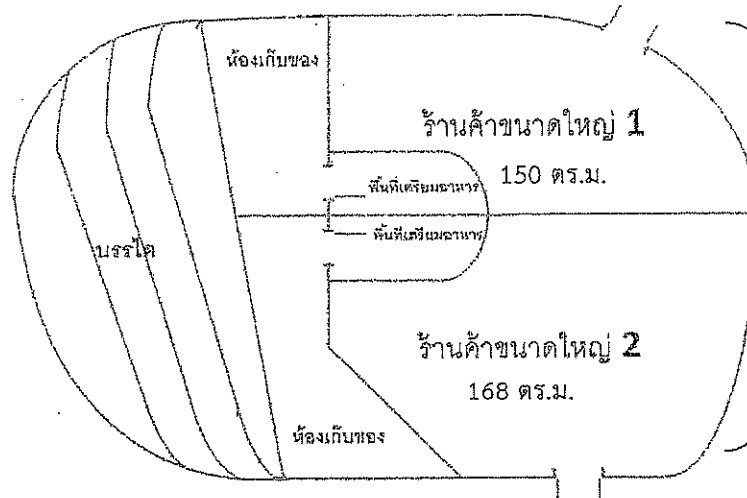 ห้องเก็บของ
ร้านค้าขนาดใหญ่ 1
150 ตร.ม.
พื้นที่เตรียมอาหาร
พื้นที่เตรียมอาหาร
บรรได
ร้านค้าขนาดใหญ่ 2
168 ตร.ม.
ห้องเก็บของ